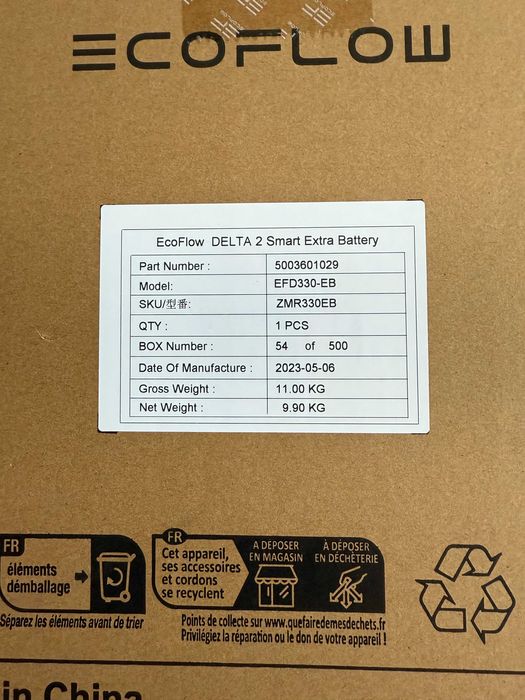 ECOFLOW
EcoFlow DELTA 2 Smart Extra Battery
Part Number : 5003601029
Model: EFD330-EB
SKU/型番: ZMR330EB
QTY : 1 PCS
BOX Number : 54 of 500
Date Of Manufacture : 2023-05-06
Gross Weight : 11.00 KG
Net Weight : 9.90 KG
FR
éléments
démballage
Séparez les éléments avant de trier
FR
Cet appareil,
ses accessoires
et cordons
se recyclent
A DEPOSER
EN MAGASIN
À DÉPOSER
EN DÉCHÈTERIE
Points de collecte sur www.quefairedemesdechets.fr
Privilégiez la réparation ou le don de votre appareil !
in China